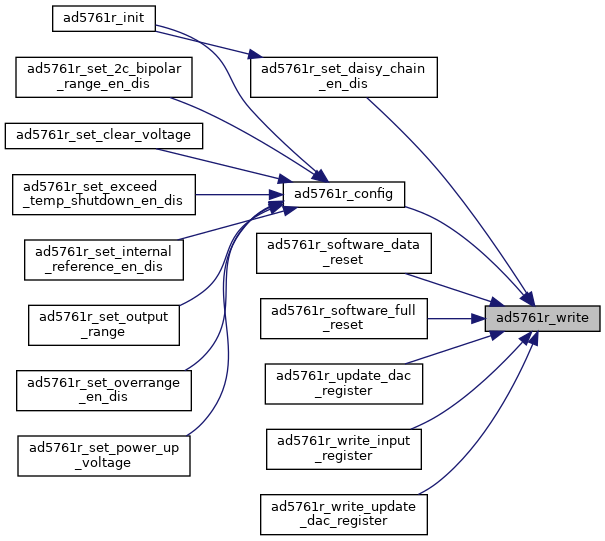 ad5761r_init
ad5761r_set_2c_bipolar
_range_en_dis
ad5761r_set_clear_voltage
ad5761r_set_exceed
_temp_shutdown_en_dis
ad5761r_set_internal
_reference_en_dis
ad5761r_set_output
_range
ad5761r_set_overrange
_en_dis
ad5761r_set_power_up
_voltage
ad5761r_set_daisy_chain
_en_dis
ad5761r_config
ad5761r_software_data
_reset
ad5761r_software_full
_reset
ad5761r_update_dac
_register
ad5761r_write_input
_register
ad5761r_write_update
_dac_register
ad5761r_write